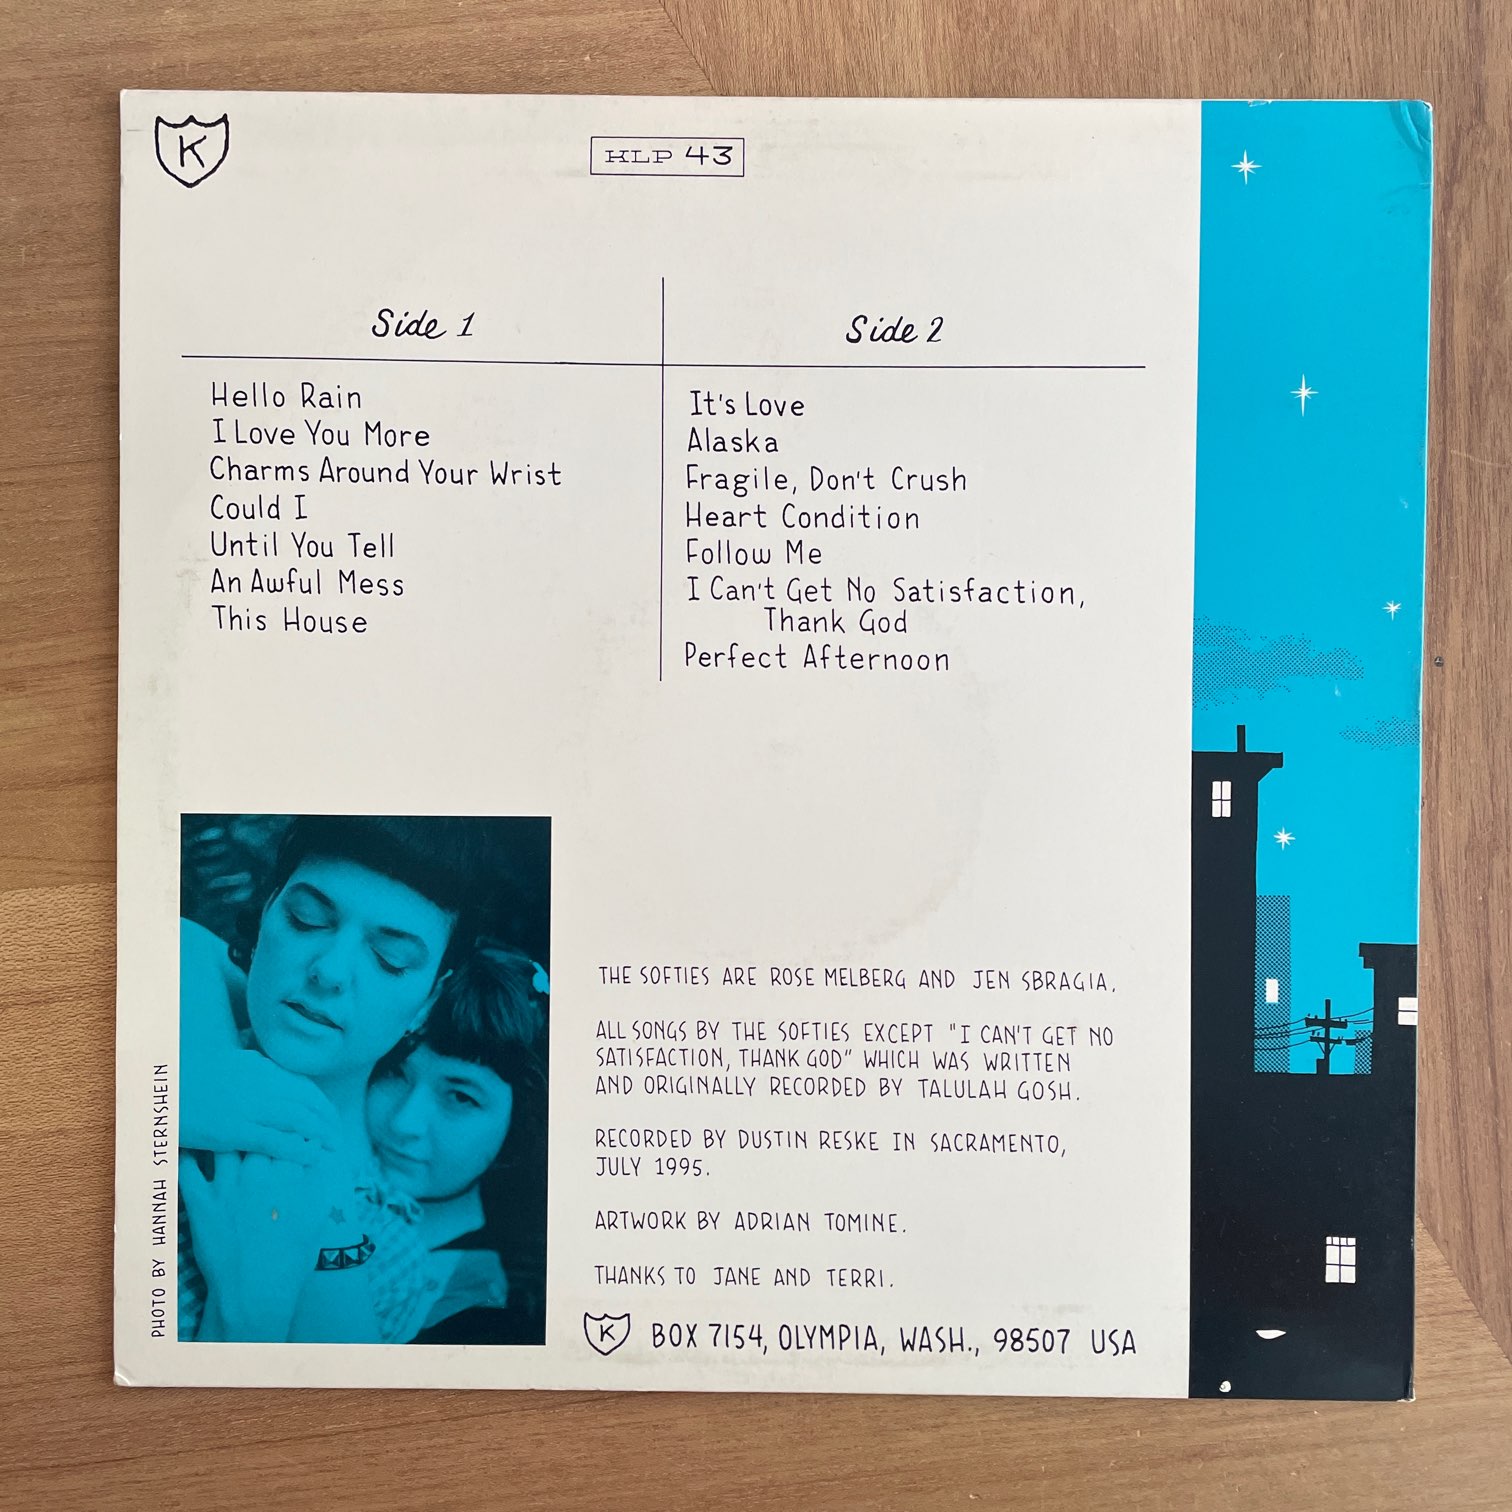 K
KLP 43
Side 1
Hello Rain
I Love You More
Charms Around Your Wrist
Could I
Until You Tell
An Awful Mess
This House
Side 2
It's Love
Alaska
Fragile, Don't Crush
Heart Condition
Follow Me
I Can't Get No Satisfaction,
Thank God
Perfect Afternoon
PHOTO BY HANNAH STERNSHEIN
THE SOFTIES ARE ROSE MELBERG AND JEN SBRAGIA.
ALL SONGS BY THE SOFTIES EXCEPT "I CAN'T GET NO
SATISFACTION, THANK GOD" WHICH WAS WRITTEN
AND ORIGINALLY RECORDED BY TALULAH GOSH.
RECORDED BY DUSTIN RESKE IN SACRAMENTO,
JULY 1995.
ARTWORK BY ADRIAN TOMINE.
THANKS TO JANE AND TERRI.
K BOX 7154, OLYMPIA, WASH., 98507 USA